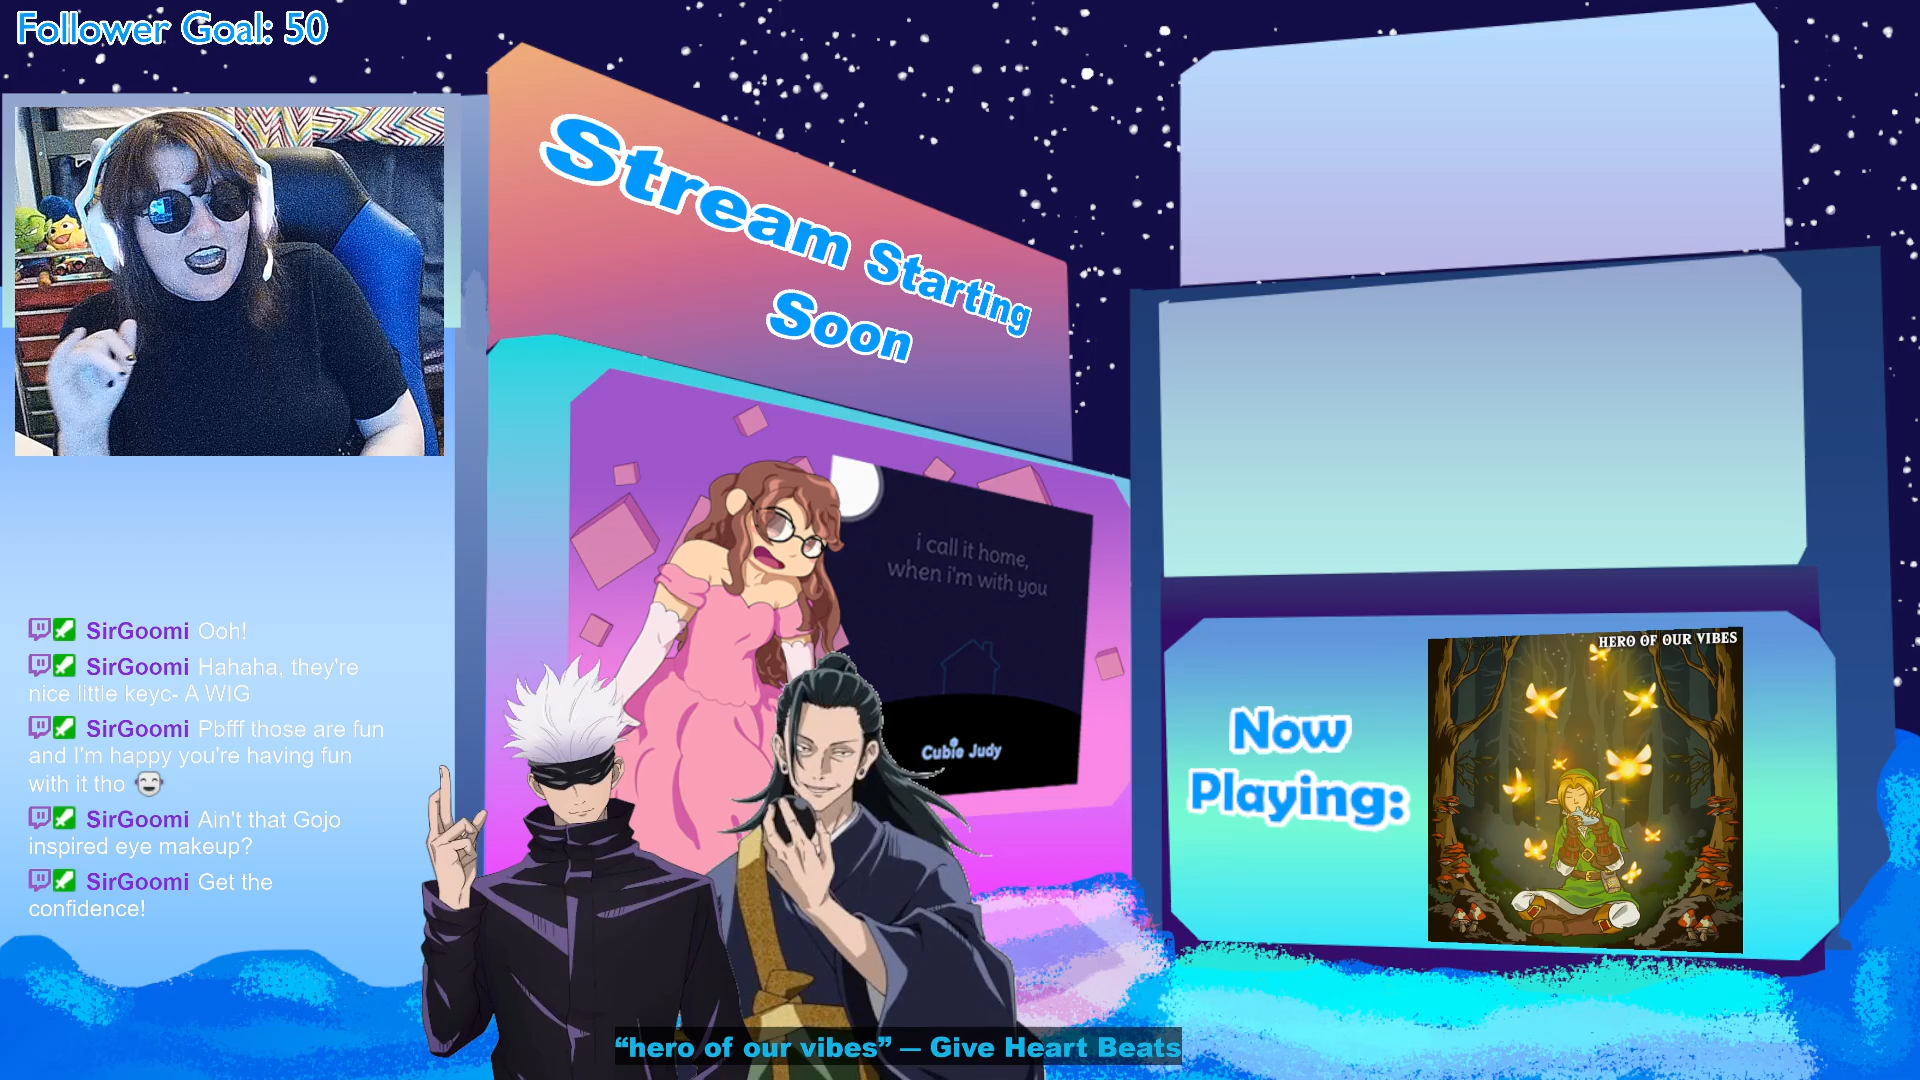 Follower Goal: 50
Stream Starting
Soon
i call it home,
when i'm with you
Cubie Judy
HERO OF OUR VIBES
Now
Playing:
SirGoomi Ooh!
SirGoomi Hahaha, they're
nice little keyc- A WIG
SirGoomi Pbfff those are fun
and I'm happy you're having fun
with it tho
SirGoomi Ain't that Gojo
inspired eye makeup?
SirGoomi Get the
confidence!
“hero of our vibes” — Give Heart Beats